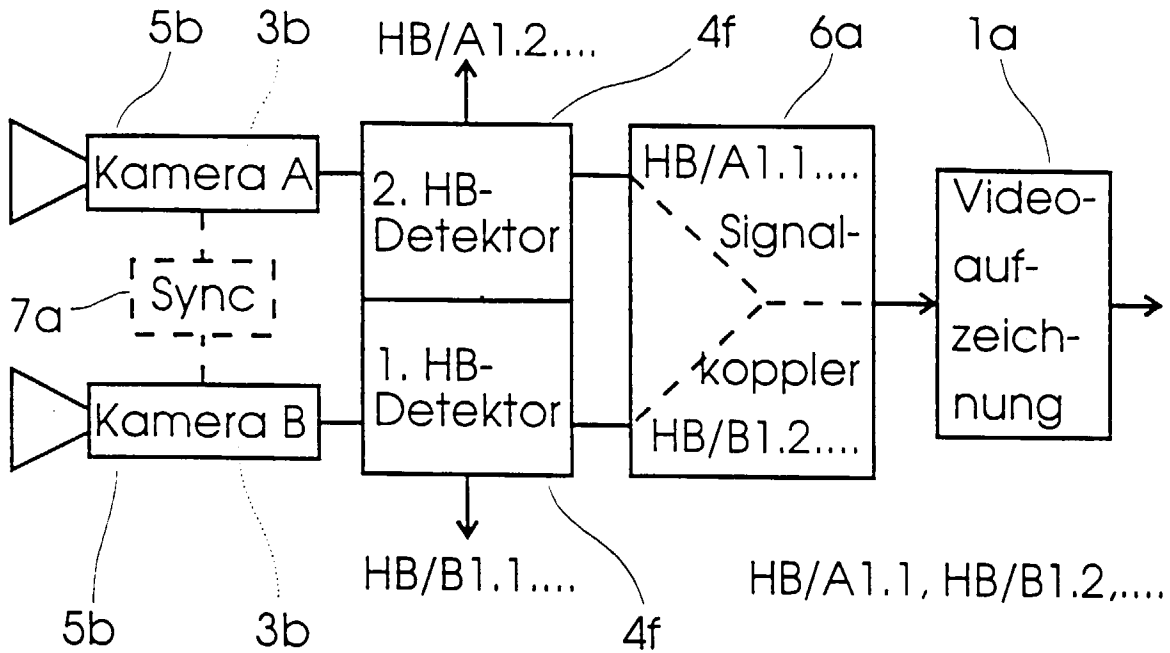 5b
3b
HB/A1.2....
4f
6a
1a
Kamera A
2. HB-
Detektor
HB/A1.1....
Signal-
koppler
HB/B1.2....
Video-
auf-
zeich-
nung
7a
Sync
1. HB-
Detektor
Kamera B
HB/B1.1....
HB/A1.1, HB/B1.2,....
5b
3b
4f